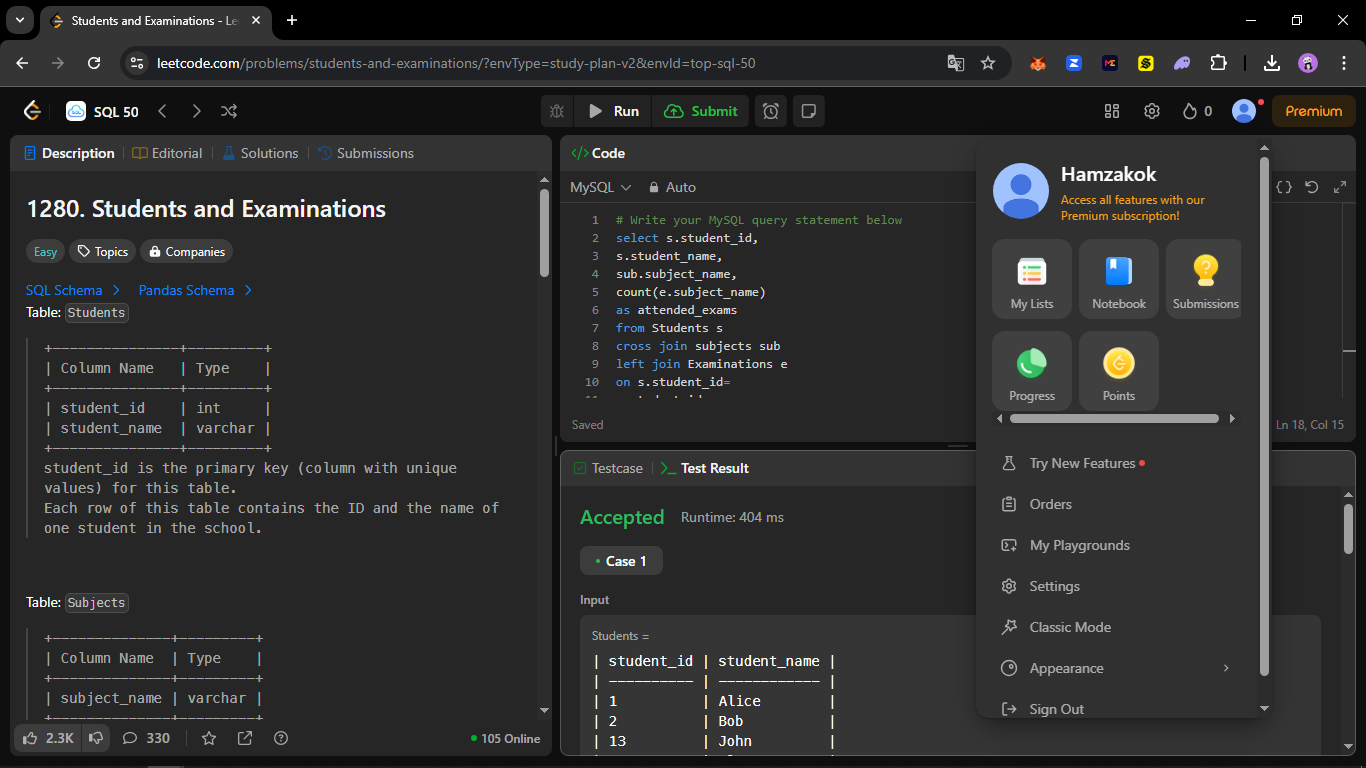 Students and Examinations - Le
leetcode.com/problems/students-and-examinations/?envType=study-plan-v2&envId=top-sql-50
SQL 50
Run
Submit
0
Premium
Description
Editorial
Solutions
Submissions
1280. Students and Examinations
Easy
Topics
Companies
SQL Schema
Pandas Schema
Table: Students
+---------------+---------+
| Column Name   | Type    |
+---------------+---------+
| student_id    | int     |
| student_name  | varchar |
+---------------+---------+
student_id is the primary key (column with unique
values) for this table.
Each row of this table contains the ID and the name of
one student in the school.
Table: Subjects
+--------------+---------+
| Column Name  | Type    |
+--------------+---------+
| subject_name | varchar |
+--------------+---------+
2.3K
330
105 Online
</> Code
MySQL
Auto
{}
1 # Write your MySQL query statement below
2 select s.student_id,
3 s.student_name,
4 sub.subject_name,
5 count(e.subject_name)
6 as attended_exams
7 from Students s
8 cross join subjects sub
9 left join Examinations e
10 on s.student_id=
Saved
Ln 18, Col 15
Testcase
>_ Test Result
Accepted
Runtime: 404 ms
Case 1
Input
Students =
| student_id | student_name |
| ---------- | ------------ |
| 1          | Alice        |
| 2          | Bob          |
| 13         | John         |
Hamzakok
Access all features with our
Premium subscription!
My Lists
Notebook
Submissions
Progress
Points
Try New Features
Orders
My Playgrounds
Settings
Classic Mode
Appearance
Sign Out